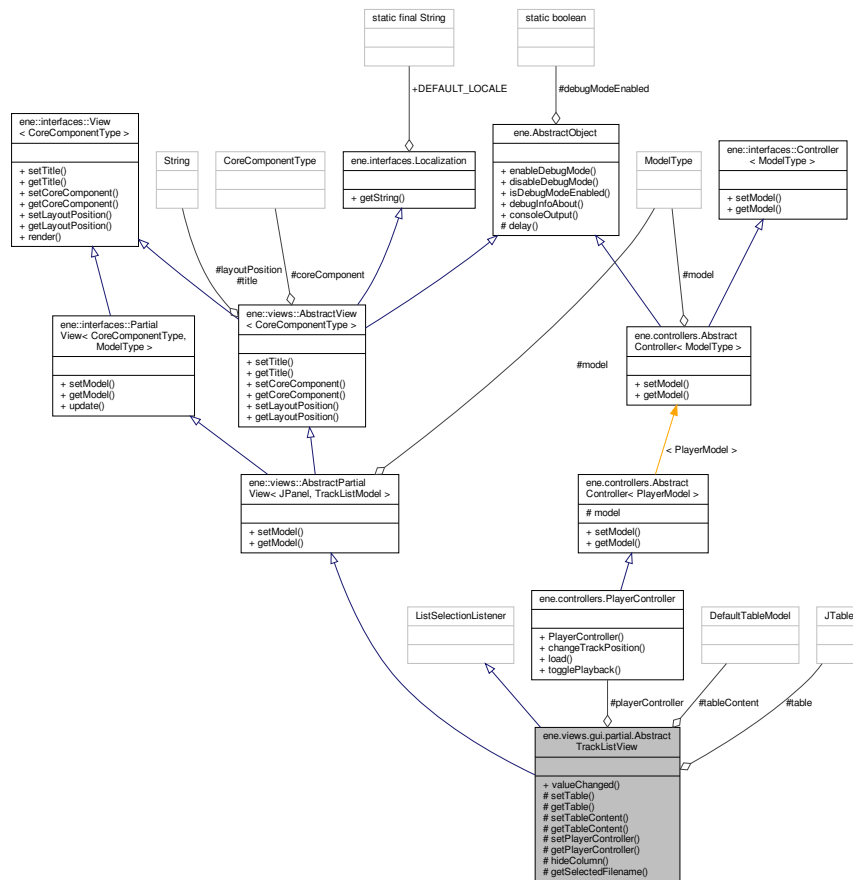 static final String
static boolean
+DEFAULT_LOCALE
#debugModeEnabled
ene::interfaces::View
< CoreComponentType >
+ setTitle()
+ getTitle()
+ setCoreComponent()
+ getCoreComponent()
+ setLayoutPosition()
+ getLayoutPosition()
+ render()
String
CoreComponentType
ene.interfaces.Localization
+ getString()
ene.AbstractObject
+ enableDebugMode()
+ disableDebugMode()
+ isDebugModeEnabled()
+ debugInfoAbout()
+ consoleOutput()
# delay()
ModelType
ene::interfaces::Controller
< ModelType >
+ setModel()
+ getModel()
#layoutPosition
#title
#coreComponent
#model
ene::interfaces::Partial
View< CoreComponentType,
ModelType >
+ setModel()
+ getModel()
+ update()
ene::views::AbstractView
< CoreComponentType >
+ setTitle()
+ getTitle()
+ setCoreComponent()
+ getCoreComponent()
+ setLayoutPosition()
+ getLayoutPosition()
#model
ene.controllers.Abstract
Controller< ModelType >
+ setModel()
+ getModel()
< PlayerModel >
ene::views::AbstractPartial
View< JPanel, TrackListModel >
+ setModel()
+ getModel()
ene.controllers.Abstract
Controller< PlayerModel >
# model
+ setModel()
+ getModel()
ListSelectionListener
ene.controllers.PlayerController
+ PlayerController()
+ changeTrackPosition()
+ load()
+ togglePlayback()
DefaultTableModel
JTable
#playerController
#tableContent
#table
ene.views.gui.partial.Abstract
TrackListView
+ valueChanged()
# setTable()
# getTable()
# setTableContent()
# getTableContent()
# setPlayerController()
# getPlayerController()
# hideColumn()
# getSelectedFilename()